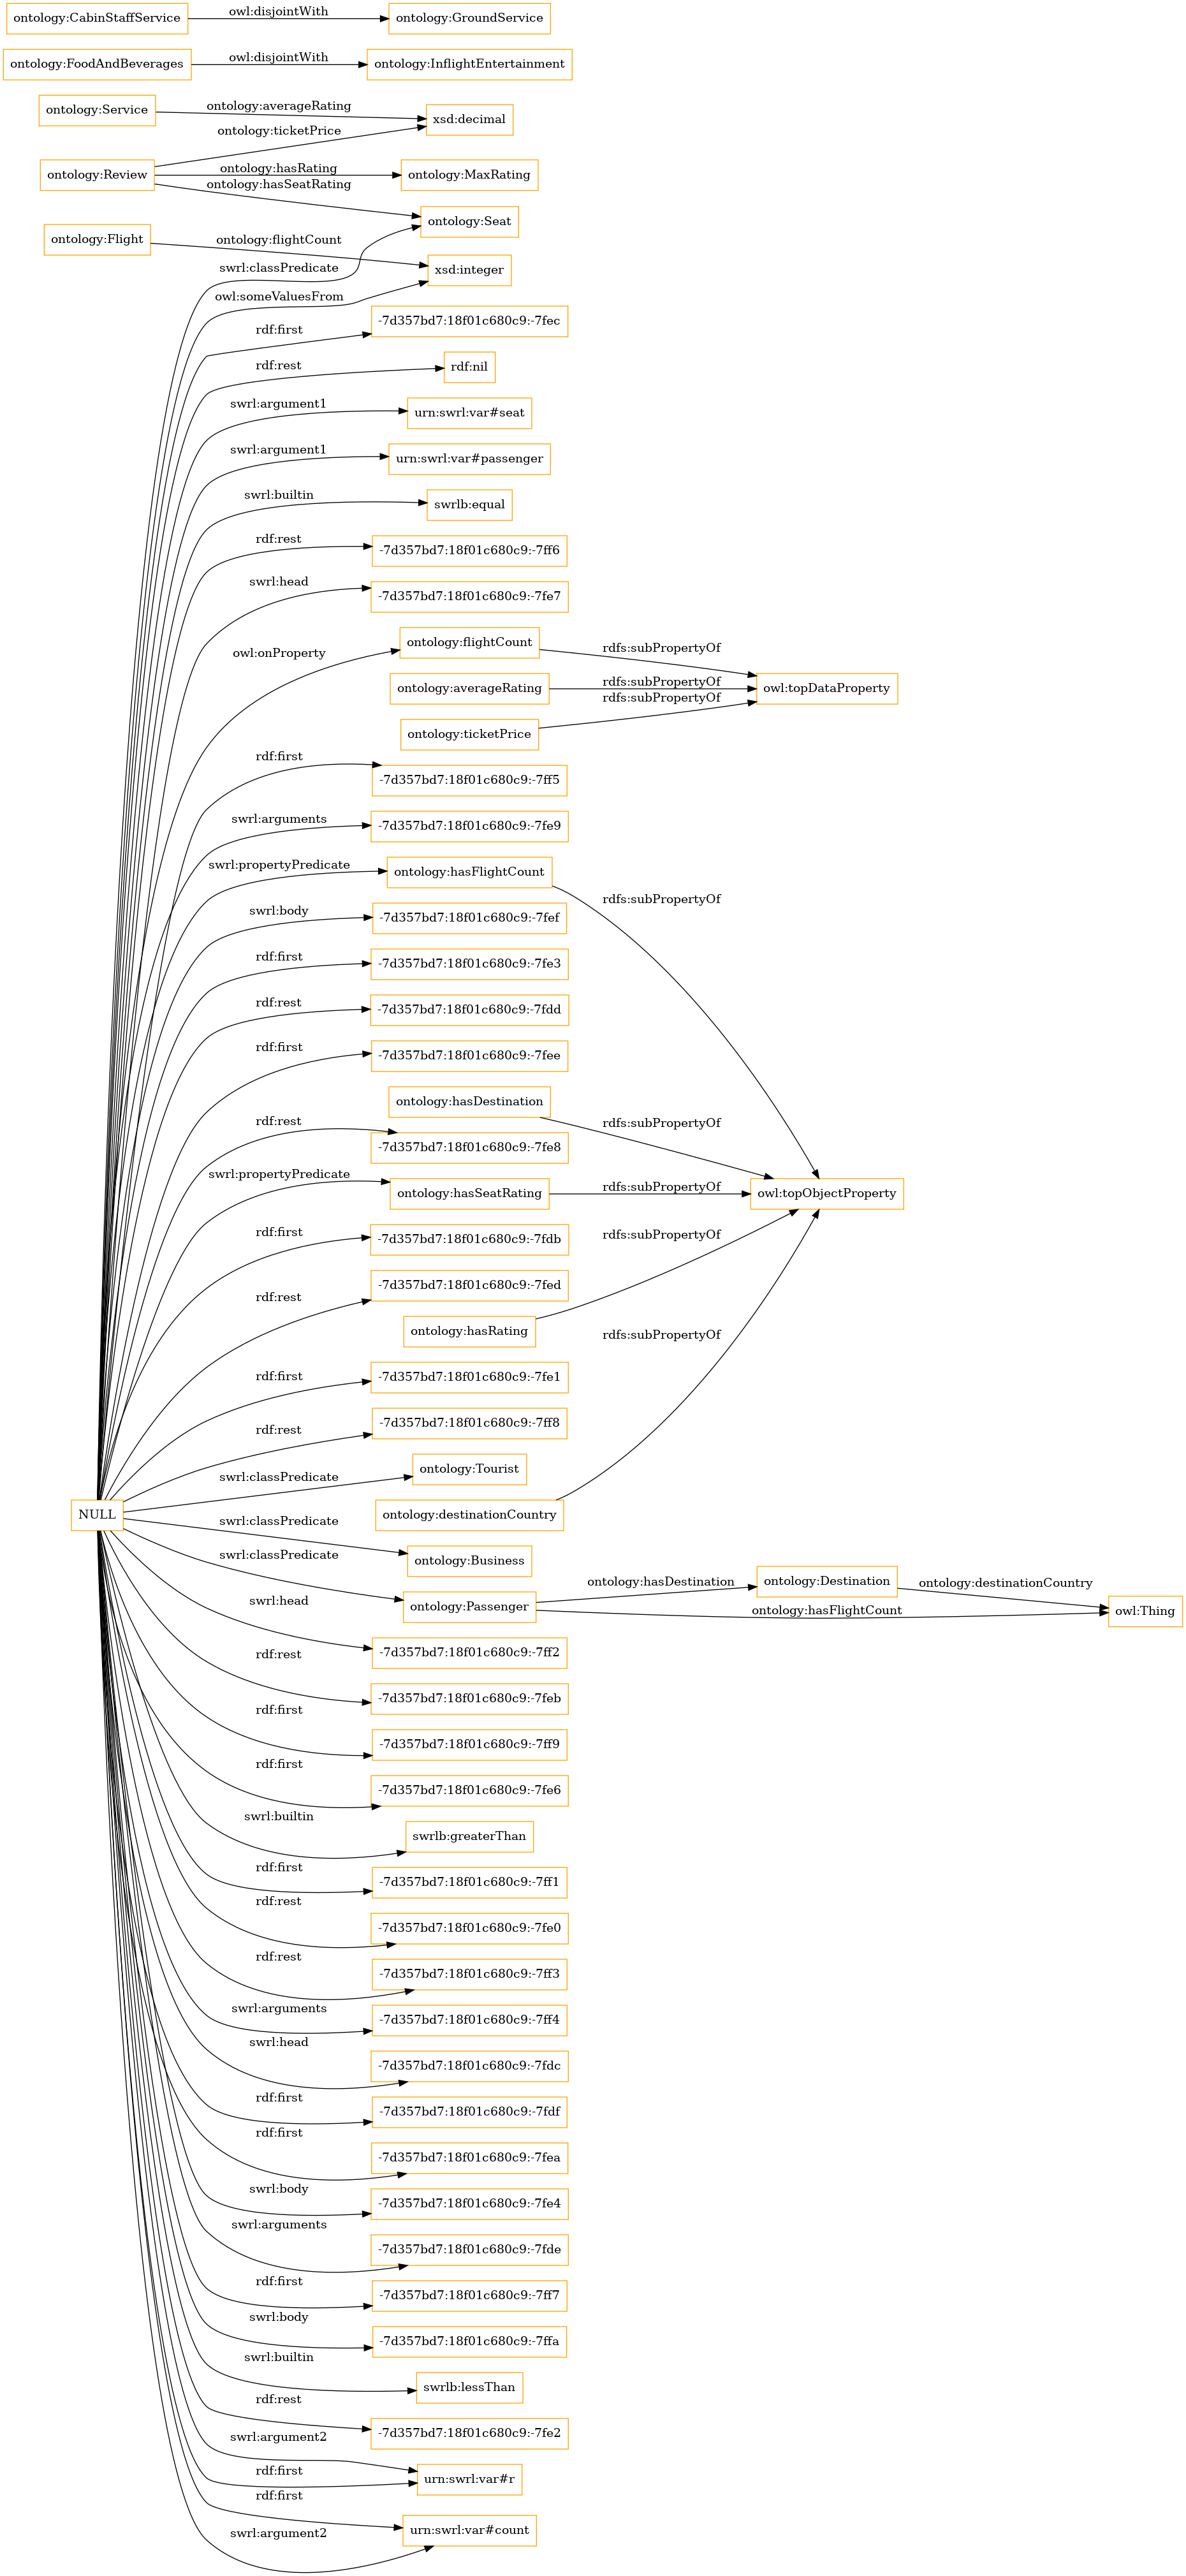 ontology:CabinStaffService
owl:disjointWith
ontology:GroundService
ontology:FoodAndBeverages
owl:disjointWith
ontology:InflightEntertainment
ontology:Service
ontology:averageRating
xsd:decimal
ontology:ticketPrice
ontology:Review
ontology:hasRating
ontology:MaxRating
ontology:hasSeatRating
ontology:Seat
ontology:Flight
ontology:flightCount
swrl:classPredicate
xsd:integer
owl:someValuesFrom
rdf:first
-7d357bd7:18f01c680c9:-7fec
rdf:rest
rdf:nil
swrl:argument1
urn:swrl:var#seat
swrl:argument1
urn:swrl:var#passenger
swrl:builtin
swrlb:equal
rdf:rest
-7d357bd7:18f01c680c9:-7ff6
swrl:head
-7d357bd7:18f01c680c9:-7fe7
owl:onProperty
ontology:flightCount
rdfs:subPropertyOf
ontology:averageRating
rdfs:subPropertyOf
owl:topDataProperty
rdfs:subPropertyOf
ontology:ticketPrice
rdf:first
-7d357bd7:18f01c680c9:-7ff5
swrl:arguments
-7d357bd7:18f01c680c9:-7fe9
swrl:propertyPredicate
ontology:hasFlightCount
rdfs:subPropertyOf
swrl:body
-7d357bd7:18f01c680c9:-7fef
rdf:first
-7d357bd7:18f01c680c9:-7fe3
rdf:rest
-7d357bd7:18f01c680c9:-7fdd
rdf:first
-7d357bd7:18f01c680c9:-7fee
ontology:hasDestination
rdfs:subPropertyOf
rdf:rest
-7d357bd7:18f01c680c9:-7fe8
swrl:propertyPredicate
ontology:hasSeatRating
rdfs:subPropertyOf
owl:topObjectProperty
rdf:first
-7d357bd7:18f01c680c9:-7fdb
rdfs:subPropertyOf
rdf:rest
-7d357bd7:18f01c680c9:-7fed
ontology:hasRating
rdfs:subPropertyOf
rdf:first
-7d357bd7:18f01c680c9:-7fe1
rdf:rest
-7d357bd7:18f01c680c9:-7ff8
swrl:classPredicate
ontology:Tourist
NULL
ontology:destinationCountry
swrl:classPredicate
ontology:Business
swrl:classPredicate
ontology:Passenger
ontology:hasDestination
ontology:Destination
ontology:destinationCountry
ontology:hasFlightCount
owl:Thing
swrl:head
-7d357bd7:18f01c680c9:-7ff2
rdf:rest
-7d357bd7:18f01c680c9:-7feb
rdf:first
-7d357bd7:18f01c680c9:-7ff9
rdf:first
-7d357bd7:18f01c680c9:-7fe6
swrl:builtin
swrlb:greaterThan
rdf:first
-7d357bd7:18f01c680c9:-7ff1
rdf:rest
-7d357bd7:18f01c680c9:-7fe0
rdf:rest
-7d357bd7:18f01c680c9:-7ff3
swrl:arguments
-7d357bd7:18f01c680c9:-7ff4
swrl:head
-7d357bd7:18f01c680c9:-7fdc
rdf:first
-7d357bd7:18f01c680c9:-7fdf
rdf:first
-7d357bd7:18f01c680c9:-7fea
swrl:body
-7d357bd7:18f01c680c9:-7fe4
swrl:arguments
-7d357bd7:18f01c680c9:-7fde
rdf:first
-7d357bd7:18f01c680c9:-7ff7
swrl:body
-7d357bd7:18f01c680c9:-7ffa
swrl:builtin
swrlb:lessThan
rdf:rest
-7d357bd7:18f01c680c9:-7fe2
swrl:argument2
rdf:first
urn:swrl:var#r
rdf:first
urn:swrl:var#count
swrl:argument2